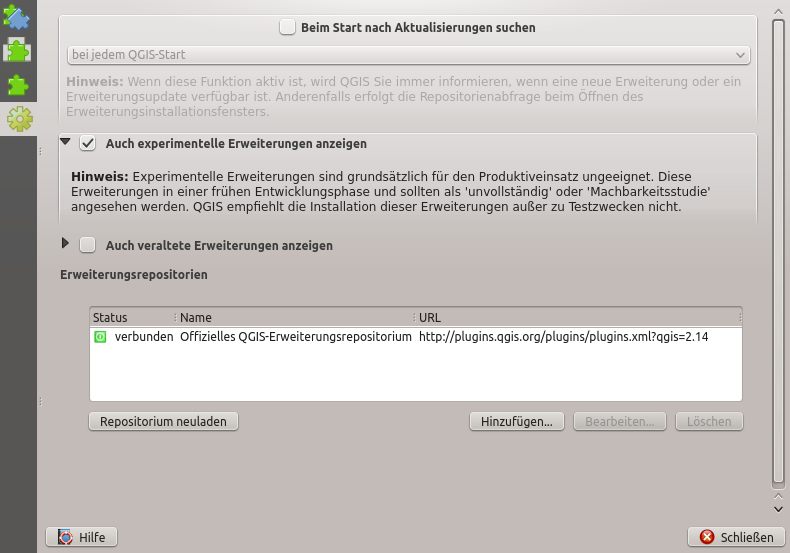 Beim Start nach Aktualisierungen suchen
bei jedem QGIS-Start
Hinweis: Wenn diese Funktion aktiv ist, wird QGIS Sie immer informieren, wenn eine neue Erweiterung oder ein
Erweiterungsupdate verfügbar ist. Anderenfalls erfolgt die Repositorienabfrage beim Öffnen des
Erweiterungsinstallationsfensters.
Auch experimentelle Erweiterungen anzeigen
Hinweis: Experimentelle Erweiterungen sind grundsätzlich für den Produktiveinsatz ungeeignet. Diese
Erweiterungen in einer frühen Entwicklungsphase und sollten als 'unvollständig' oder 'Machbarkeitsstudie'
angesehen werden. QGIS empfiehlt die Installation dieser Erweiterungen außer zu Testzwecken nicht.
Auch veraltete Erweiterungen anzeigen
Erweiterungsrepositorien
Status Name URL
verbunden Offizielles QGIS-Erweiterungsrepositorium http://plugins.qgis.org/plugins/plugins.xml?qgis=2.14
Repositorium neuladen Hinzufügen... Bearbeiten... Löschen
Hilfe Schließen